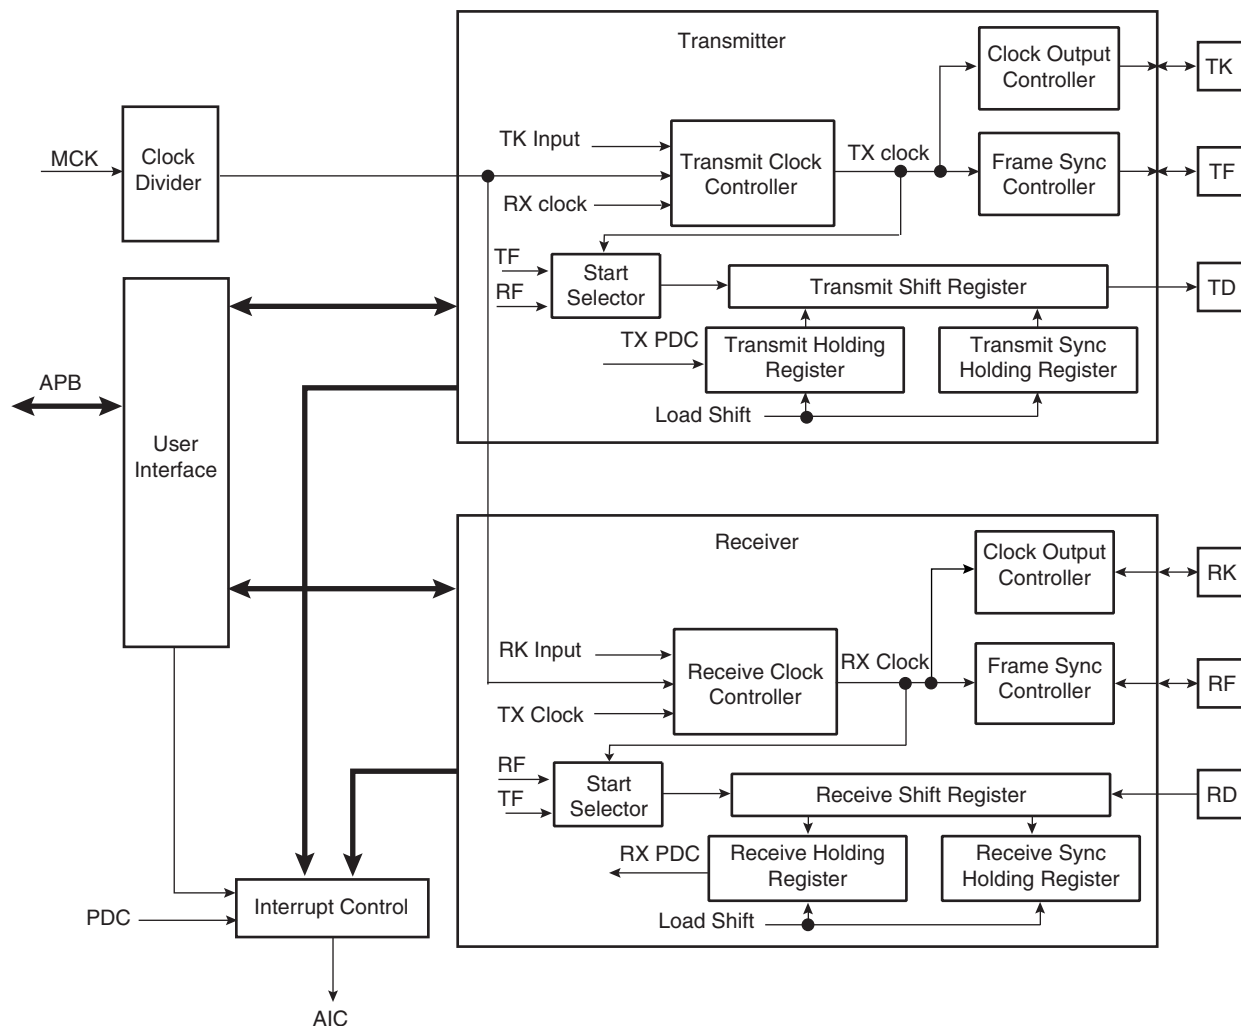 Transmitter
Clock Output
Controller
TK
MCK
Clock
Divider
TK Input
Transmit Clock
Controller
TX clock
Frame Sync
Controller
TF
RX clock
TF
RF
Start
Selector
Transmit Shift Register
TD
TX PDC
Transmit Holding
Register
Transmit Sync
Holding Register
Load Shift
APB
User
Interface
Receiver
Clock Output
Controller
RK
RK Input
Receive Clock
Controller
RX Clock
Frame Sync
Controller
RF
TX Clock
RF
TF
Start
Selector
Receive Shift Register
RD
RX PDC
Receive Holding
Register
Receive Sync
Holding Register
Load Shift
PDC
Interrupt Control
AIC